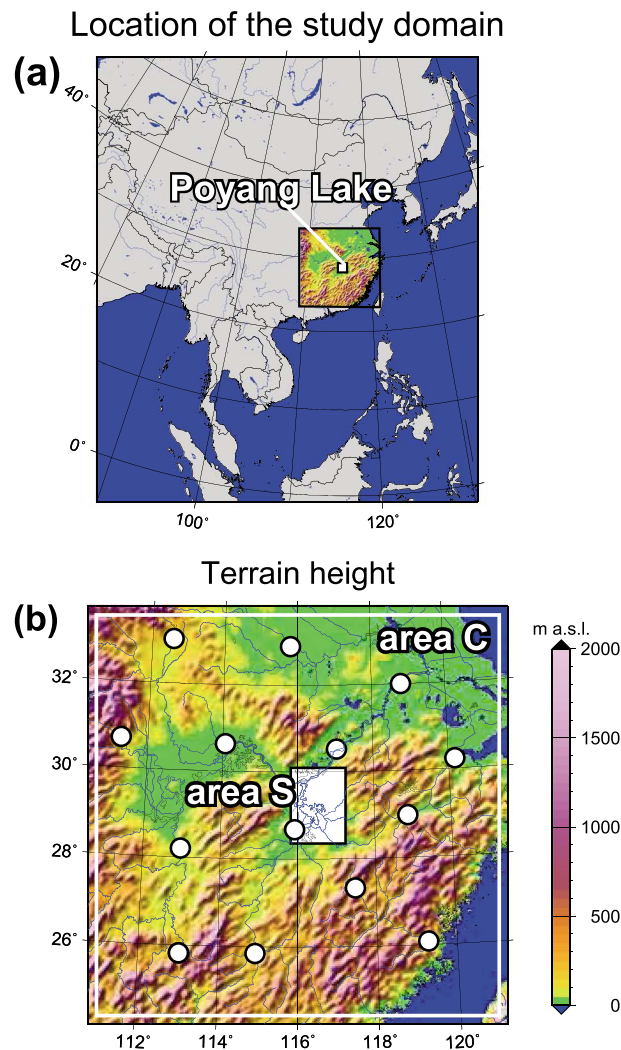 Location of the study domain
(a)
40°
Poyang Lake
20°
0°
100°
120°
Terrain height
(b)
m a.s.l.
area C
2000
32°
1500
30°
area S
1000
28°
500
26°
0
112°
114°
116°
118°
120°